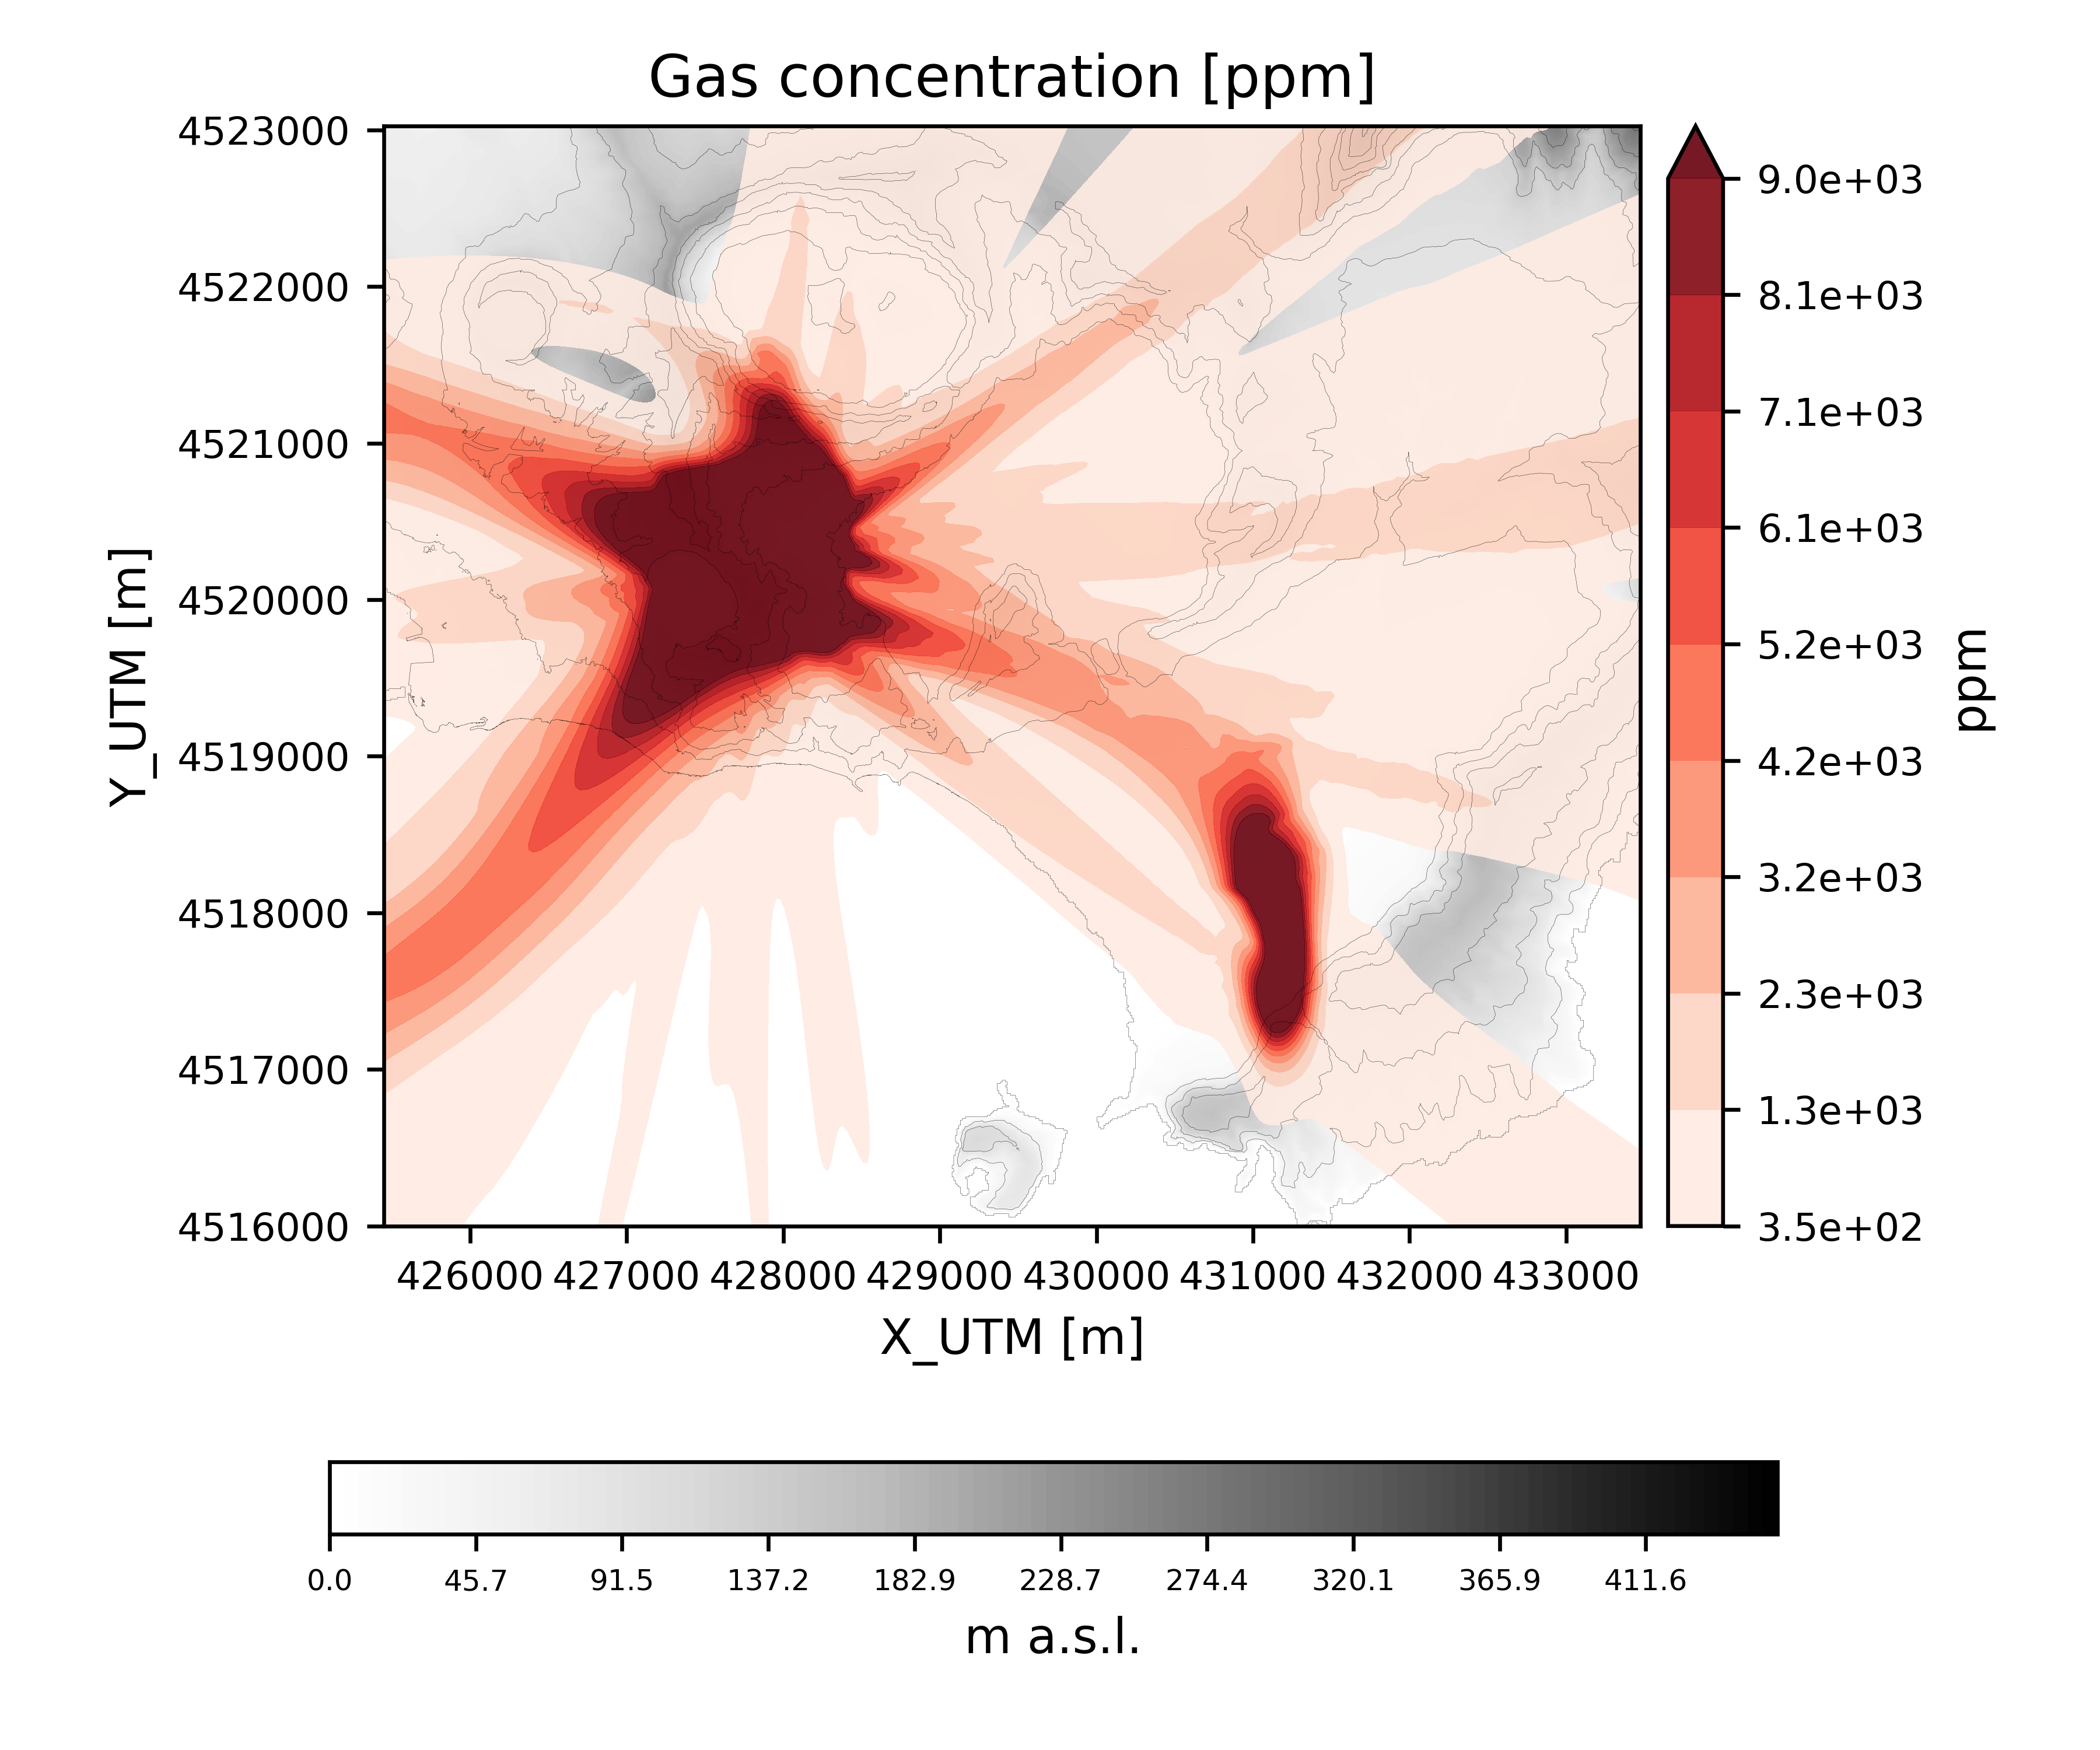 Gas concentration [ppm]
4523000
4522000
4521000
4520000
4519000
4518000
4517000
4516000
Y_UTM [m]
426000 427000 428000 429000 430000 431000 432000 433000
X_UTM [m]
9.0e+03
8.1e+03
7.1e+03
6.1e+03
5.2e+03
4.2e+03
3.2e+03
2.3e+03
1.3e+03
3.5e+02
ppm
0.0 45.7 91.5 137.2 182.9 228.7 274.4 320.1 365.9 411.6
m a.s.l.